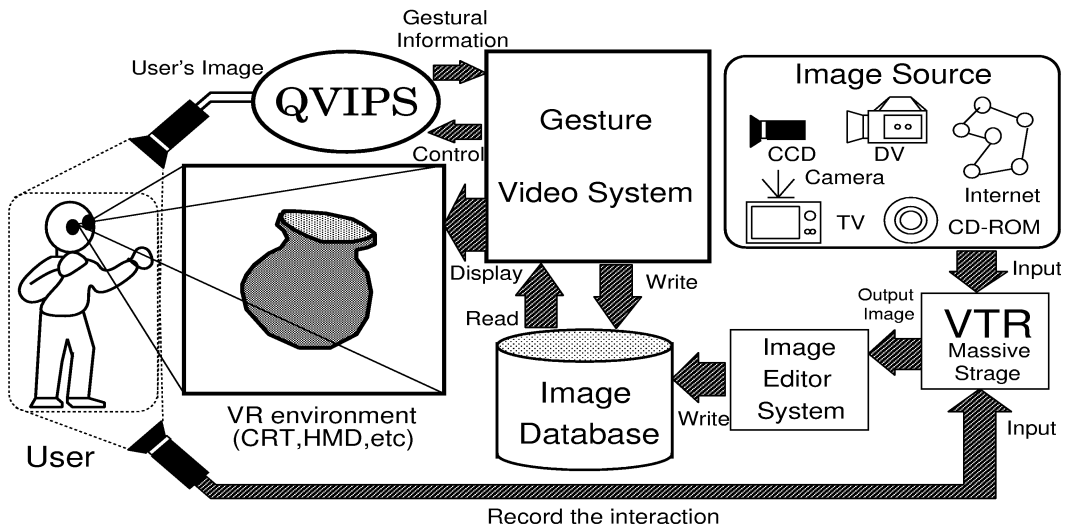 Gestural
Information
User's Image
QVIPS
Control
Gesture
Video System
Image Source
CCD
DV
Camera
Internet
TV
CD-ROM
Display
Read
Write
Input
Output
Image
VTR
Massive
Strage
Image
Editor
System
Write
Image
Database
VR environment
(CRT,HMD,etc)
User
Input
Record the interaction